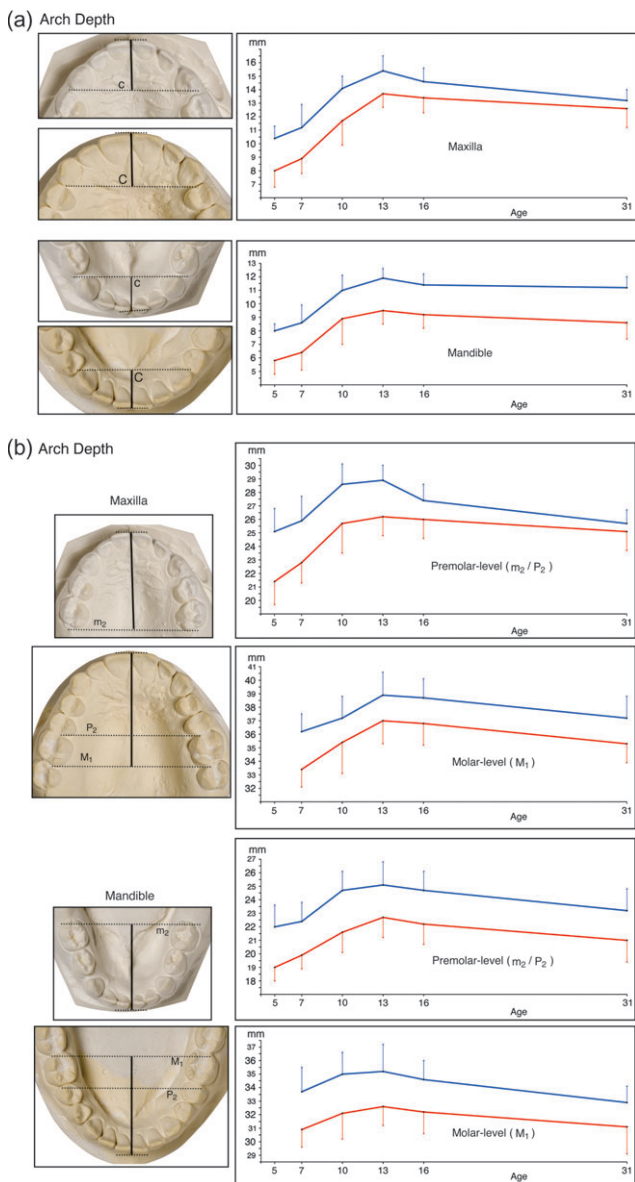 (a) Arch Depth
c
C
mm
16
15
14
13
12
11
10
9
8
7
Maxilla
5 7 10 13 16 Age 31
c
C
mm
13
12
11
10
9
8
7
6
5
Mandible
5 7 10 13 16 Age 31
(b) Arch Depth
Maxilla
m2
P2
M1
mm
30
29
28
27
26
25
24
23
22
21
20
Premolar-level (m2 / P2)
5 7 10 13 16 Age 31
mm
41
40
39
38
37
36
35
34
33
32
Molar-level (M1)
5 7 10 13 16 Age 31
Mandible
m2
M1
P2
mm
27
26
25
24
23
22
21
20
19
18
Premolar-level (m2 / P2)
5 7 10 13 16 Age 31
mm
37
36
35
34
33
32
31
30
29
Molar-level (M1)
5 7 10 13 16 Age 31